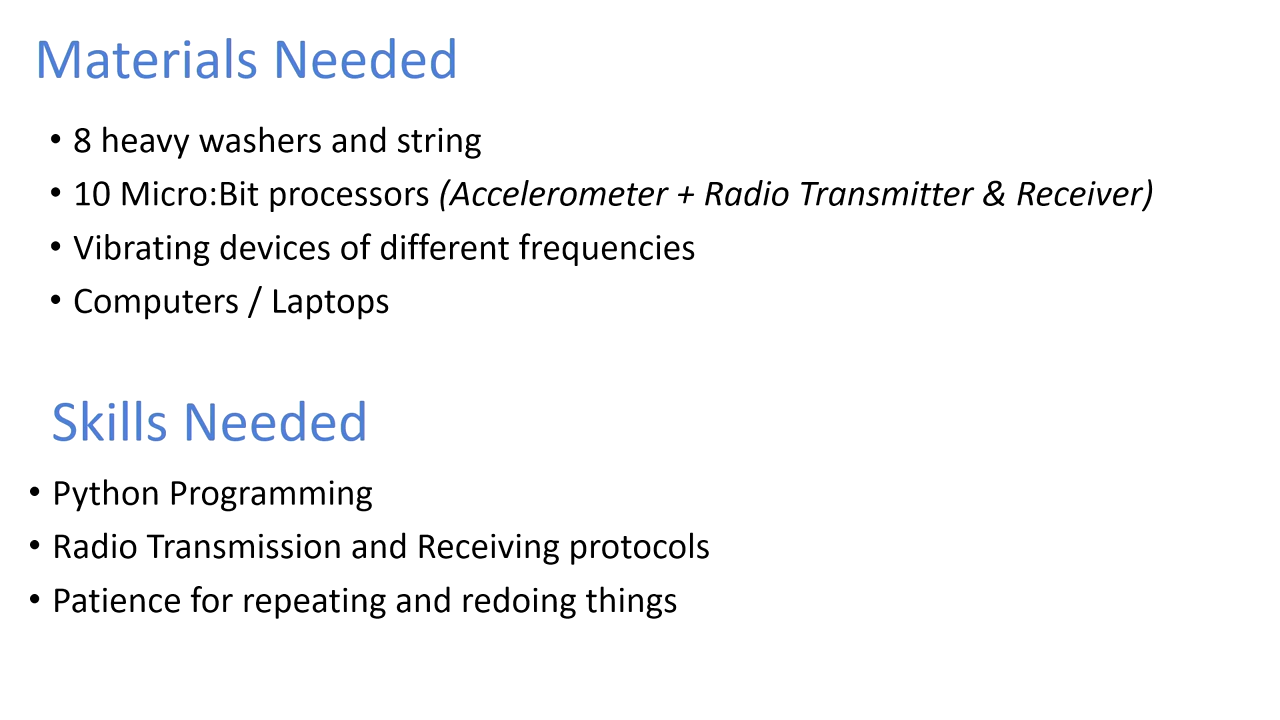 Materials Needed
• 8 heavy washers and string
• 10 Micro:Bit processors (Accelerometer + Radio Transmitter & Receiver)
• Vibrating devices of different frequencies
• Computers / Laptops
Skills Needed
• Python Programming
• Radio Transmission and Receiving protocols
• Patience for repeating and redoing things